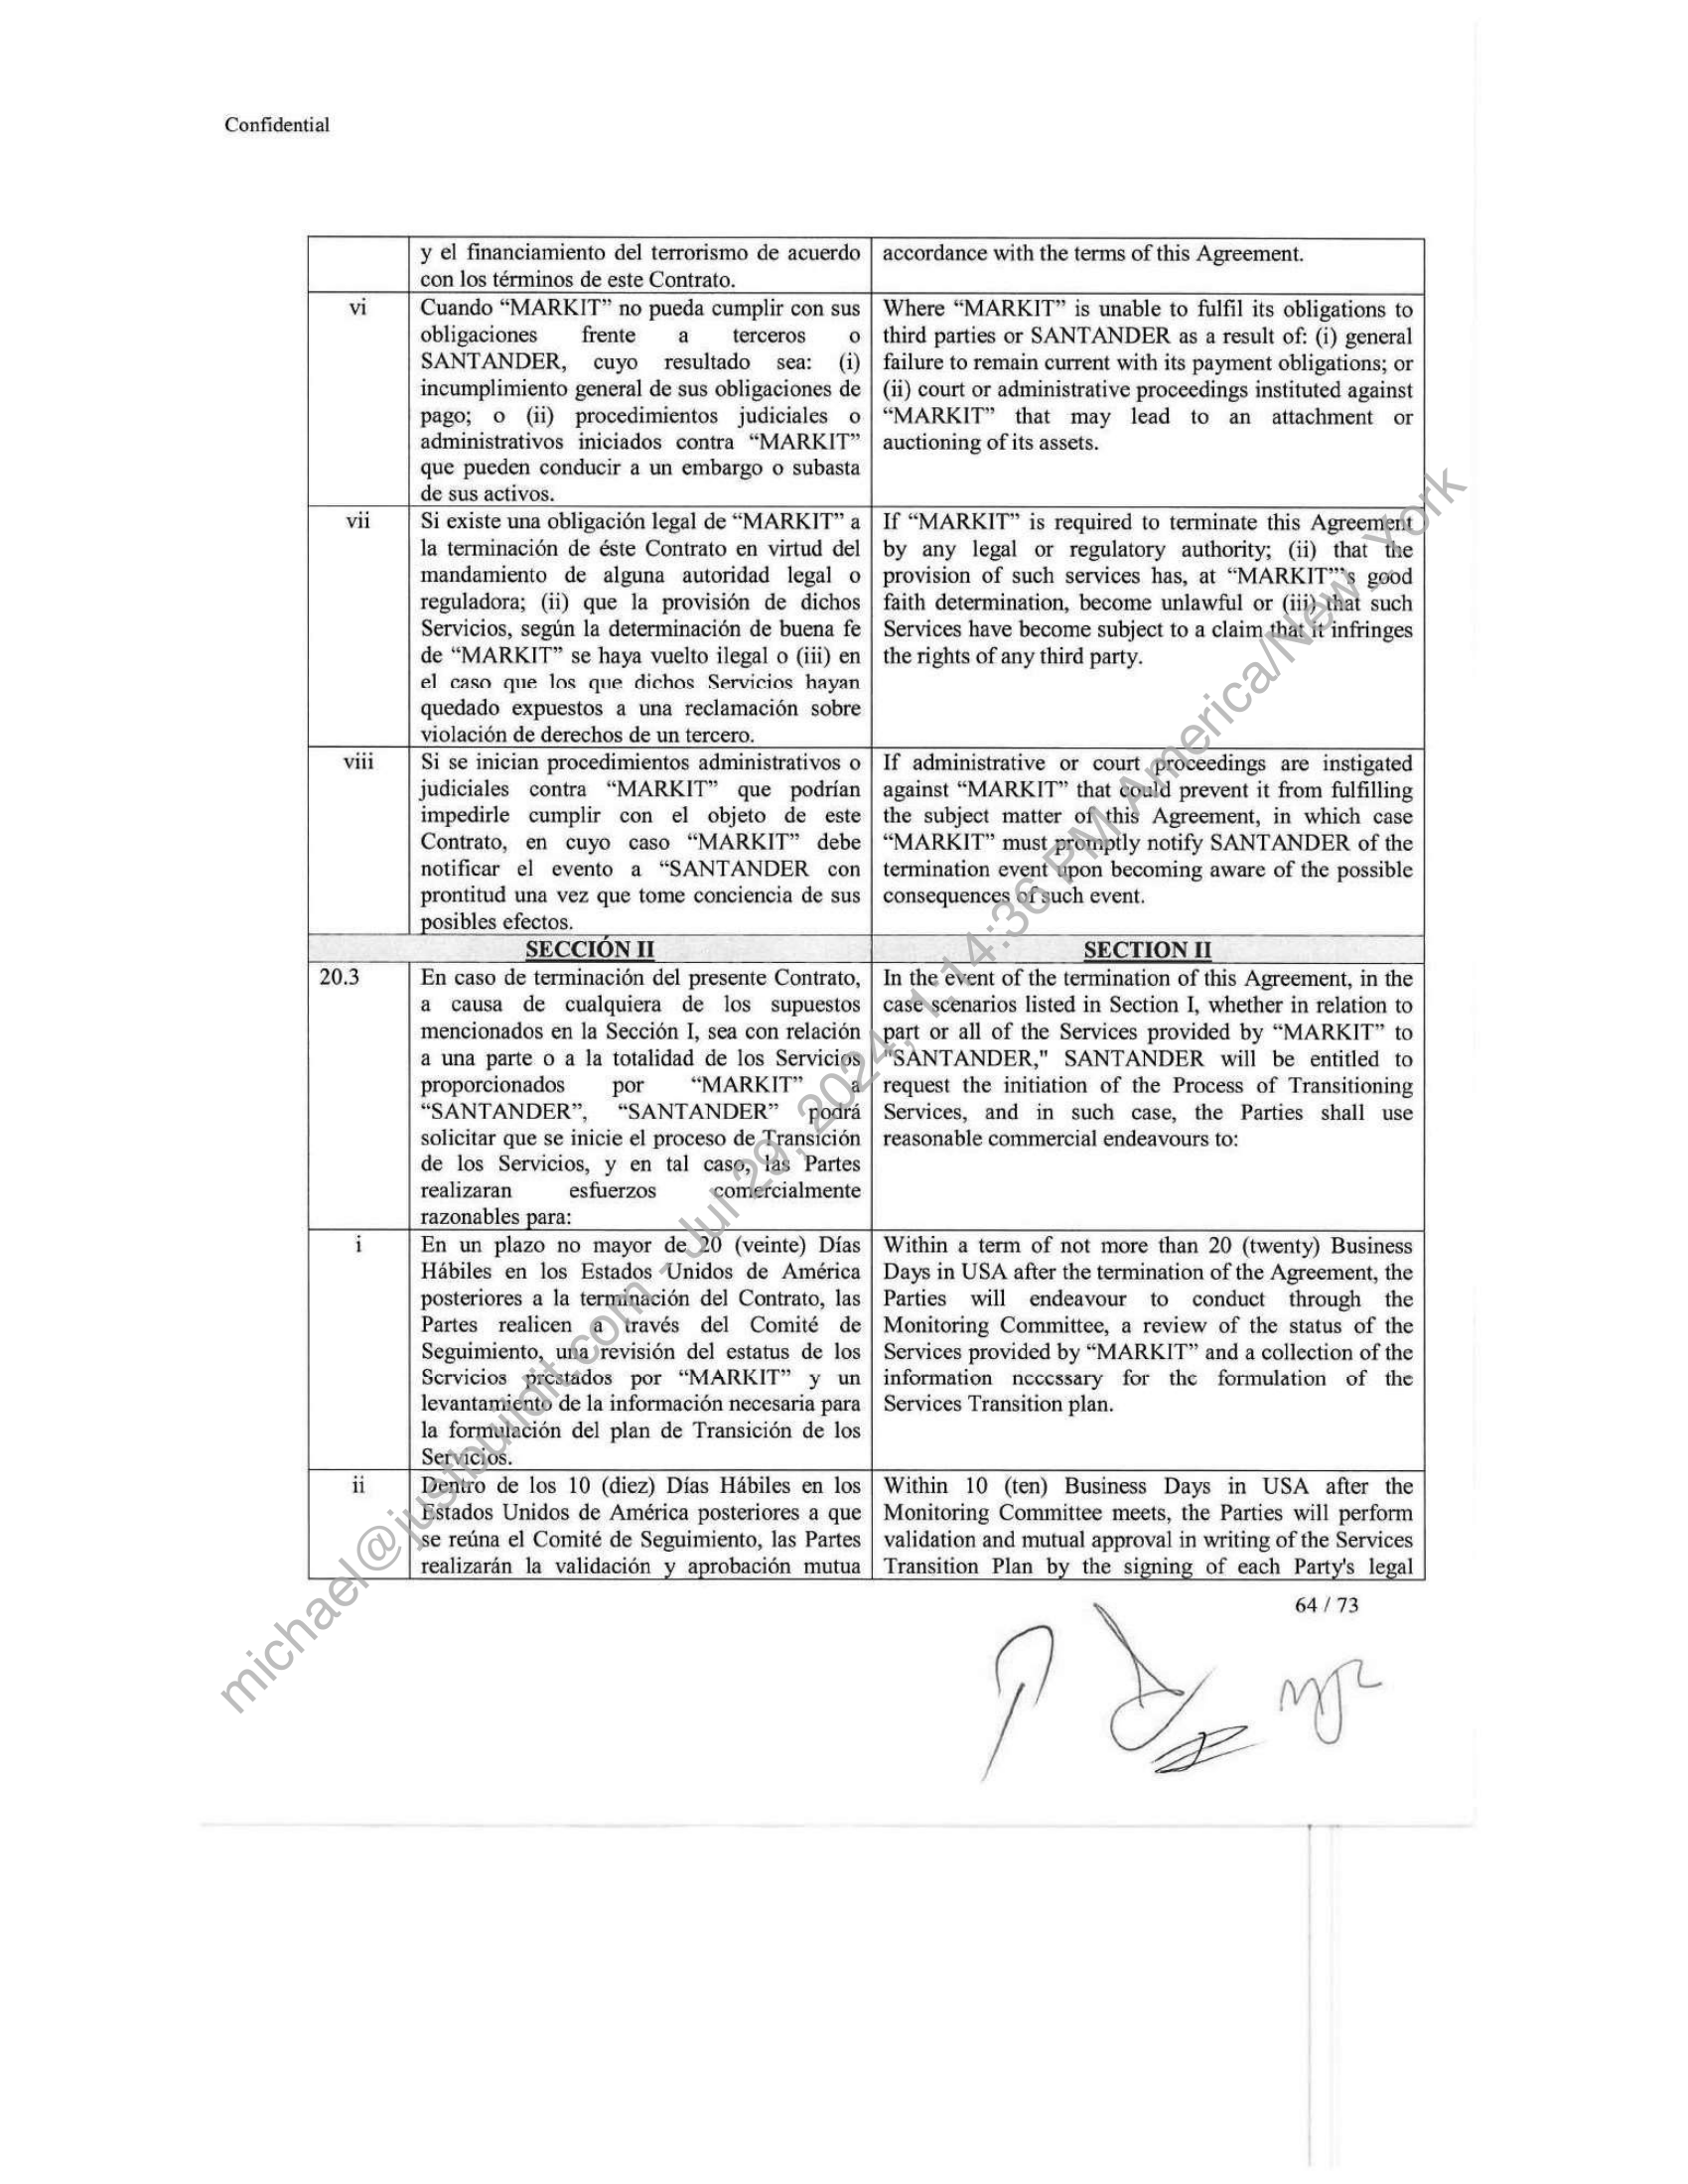 Confidential
y el financiamiento del terrorismo de acuerdo
con los términos de este Contrato.
accordance with the terms of this Agreement.
vi
Cuando “MARKIT” no pueda cumplir con sus
obligaciones frente a terceros o
SANTANDER, cuyo resultado sea: (i)
incumplimiento general de sus obligaciones de
pago; o (ii) procedimientos judiciales o
administrativos iniciados contra “MARKIT”
que pueden conducir a un embargo o subasta
de sus activos.
Where “MARKIT” is unable to fulfil its obligations to
third parties or SANTANDER as a result of: (i) general
failure to remain current with its payment obligations; or
(ii) court or administrative proceedings instituted against
“MARKIT” that may lead to an attachment or
auctioning of its assets.
vii
Si existe una obligación legal de “MARKIT” a
la terminación de éste Contrato en virtud del
mandamiento de alguna autoridad legal o
reguladora; (ii) que la provisión de dichos
Servicios, según la determinación de buena fe
de “MARKIT” se haya vuelto ilegal o (iii) en
el caso que los que dichos Servicios hayan
quedado expuestos a una reclamación sobre
violación de derechos de un tercero.
If “MARKIT” is required to terminate this Agreement
by any legal or regulatory authority; (ii) that the
provision of such services has, at “MARKIT”'s good
faith determination, become unlawful or (iii) that such
Services have become subject to a claim that it infringes
the rights of any third party.
viii
Si se inician procedimientos administrativos o
judiciales contra “MARKIT” que podrían
impedirle cumplir con el objeto de este
Contrato, en cuyo caso “MARKIT” debe
notificar el evento a “SANTANDER con
prontitud una vez que tome conciencia de sus
posibles efectos.
If administrative or court proceedings are instigated
against “MARKIT” that could prevent it from fulfilling
the subject matter of this Agreement, in which case
“MARKIT” must promptly notify SANTANDER of the
termination event upon becoming aware of the possible
consequences of such event.
SECCIÓN II
SECTION II
20.3
En caso de terminación del presente Contrato,
a causa de cualquiera de los supuestos
mencionados en la Sección I, sea con relación
a una parte o a la totalidad de los Servicios
proporcionados por “MARKIT” a
“SANTANDER”, “SANTANDER” podrá
solicitar que se inicie el proceso de Transición
de los Servicios, y en tal caso, las Partes
realizaran esfuerzos comercialmente
razonables para:
In the event of the termination of this Agreement, in the
case scenarios listed in Section I, whether in relation to
part or all of the Services provided by “MARKIT” to
"SANTANDER," SANTANDER will be entitled to
request the initiation of the Process of Transitioning
Services, and in such case, the Parties shall use
reasonable commercial endeavours to:
i
En un plazo no mayor de 20 (veinte) Días
Hábiles en los Estados Unidos de América
posteriores a la terminación del Contrato, las
Partes realicen a través del Comité de
Seguimiento, una revisión del estatus de los
Servicios prestados por “MARKIT” y un
levantamiento de la información necesaria para
la formulación del plan de Transición de los
Servicios.
Within a term of not more than 20 (twenty) Business
Days in USA after the termination of the Agreement, the
Parties will endeavour to conduct through the
Monitoring Committee, a review of the status of the
Services provided by “MARKIT” and a collection of the
information necessary for the formulation of the
Services Transition plan.
ii
Dentro de los 10 (diez) Días Hábiles en los
Estados Unidos de América posteriores a que
se reúna el Comité de Seguimiento, las Partes
realizarán la validación y aprobación mutua
Within 10 (ten) Business Days in USA after the
Monitoring Committee meets, the Parties will perform
validation and mutual approval in writing of the Services
Transition Plan by the signing of each Party's legal
64 / 73
michael@justbuildit.com - Jul 29, 2024, 1:14:36 PM America/New_York